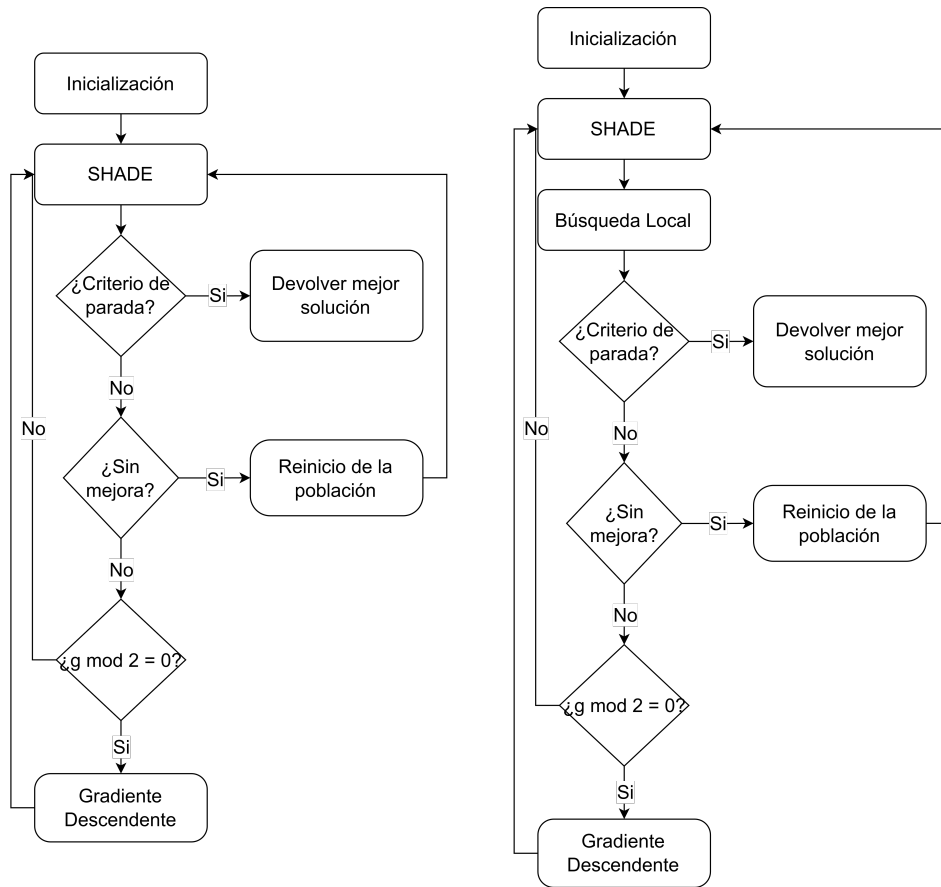 Inicialización
SHADE
¿Criterio de
parada?
Si
Devolver mejor
solución
No
¿Sin
mejora?
Si
Reinicio de la
población
No
No
¿g mod 2 = 0?
Si
Gradiente
Descendente
Inicialización
SHADE
Búsqueda Local
¿Criterio de
parada?
Si
Devolver mejor
solución
No
No
¿Sin
mejora?
Si
Reinicio de la
población
No
¿g mod 2 = 0?
Si
Gradiente
Descendente